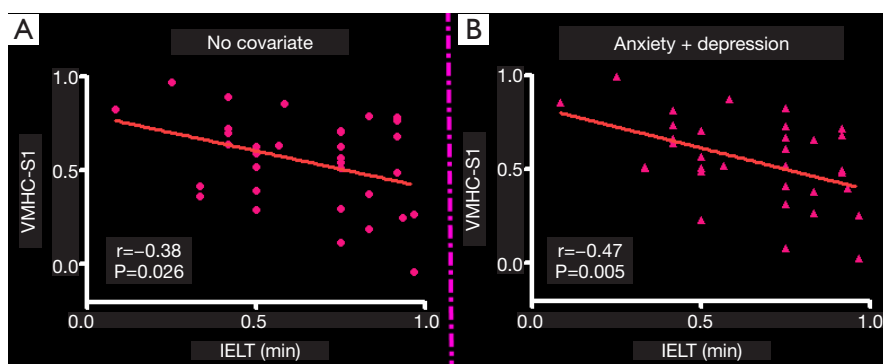 A
No covariate
VMHC-S1
1.0
0.5
0.0
r=−0.38
P=0.026
0.0
0.5
1.0
IELT (min)
B
Anxiety + depression
VMHC-S1
1.0
0.5
0.0
r=−0.47
P=0.005
0.0
0.5
1.0
IELT (min)